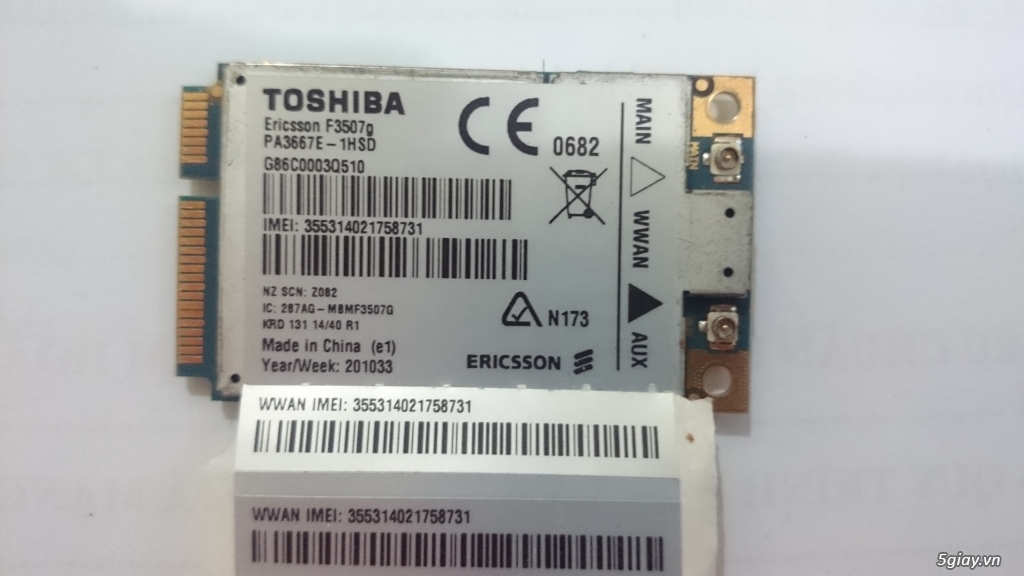 TOSHIBA
Ericsson F3507g
PA3667E-1HSD
G86C0003Q510
IMEI: 355314021758731
NZ SCN: Z082
IC: 287AG-MBMF3507G
KRD 131 14/40 R1
Made in China (e1)
Year/Week: 201033
CE 0682
N173
ERICSSON
MAIN
WWAN
AUX
MAIN
WWAN IMEI: 355314021758731
WWAN IMEI: 355314021758731
5giay.vn